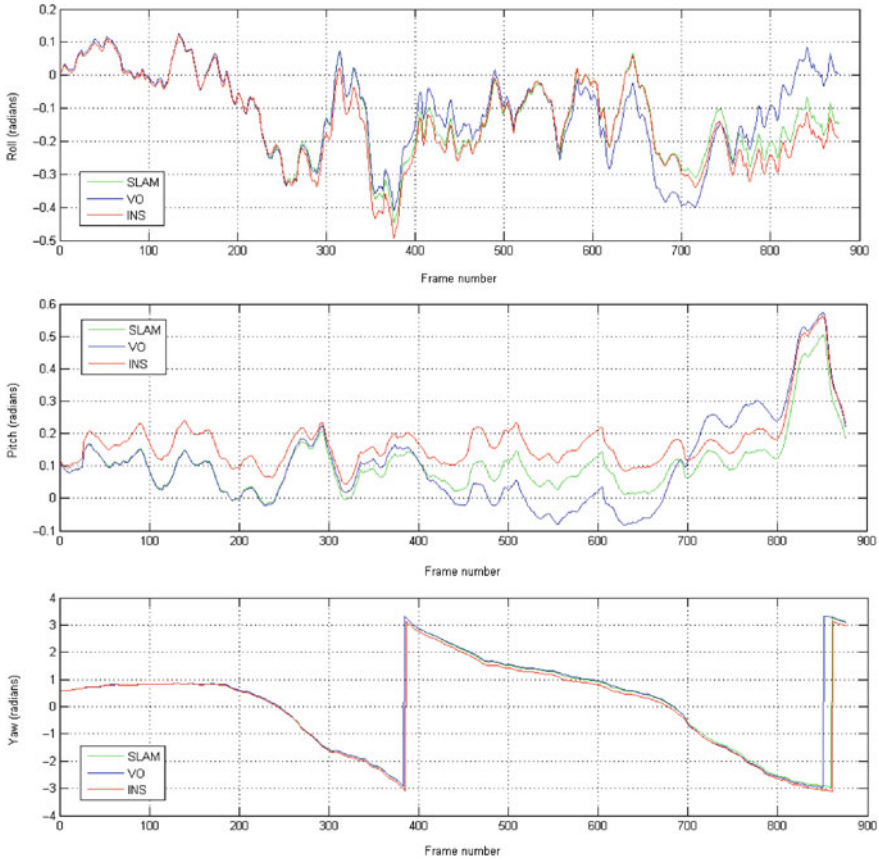 0.2
0.1
0
−0.1
−0.2
−0.3
−0.4
−0.5
Roll (radians)
SLAM
VO
INS
0 100 200 300 400 500 600 700 800 900
Frame number
0.6
0.5
0.4
0.3
0.2
0.1
0
−0.1
Pitch (radians)
SLAM
VO
INS
0 100 200 300 400 500 600 700 800 900
Frame number
4
3
2
1
0
−1
−2
−3
−4
Yaw (radians)
SLAM
VO
INS
0 100 200 300 400 500 600 700 800 900
Frame number